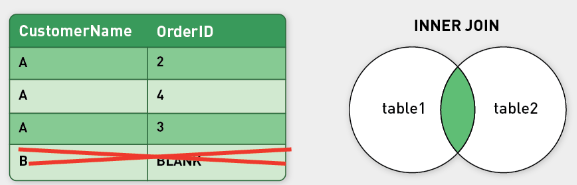 CustomerName OrderID
A 2
A 4
A 3
B BLANK
INNER JOIN
table1 table2